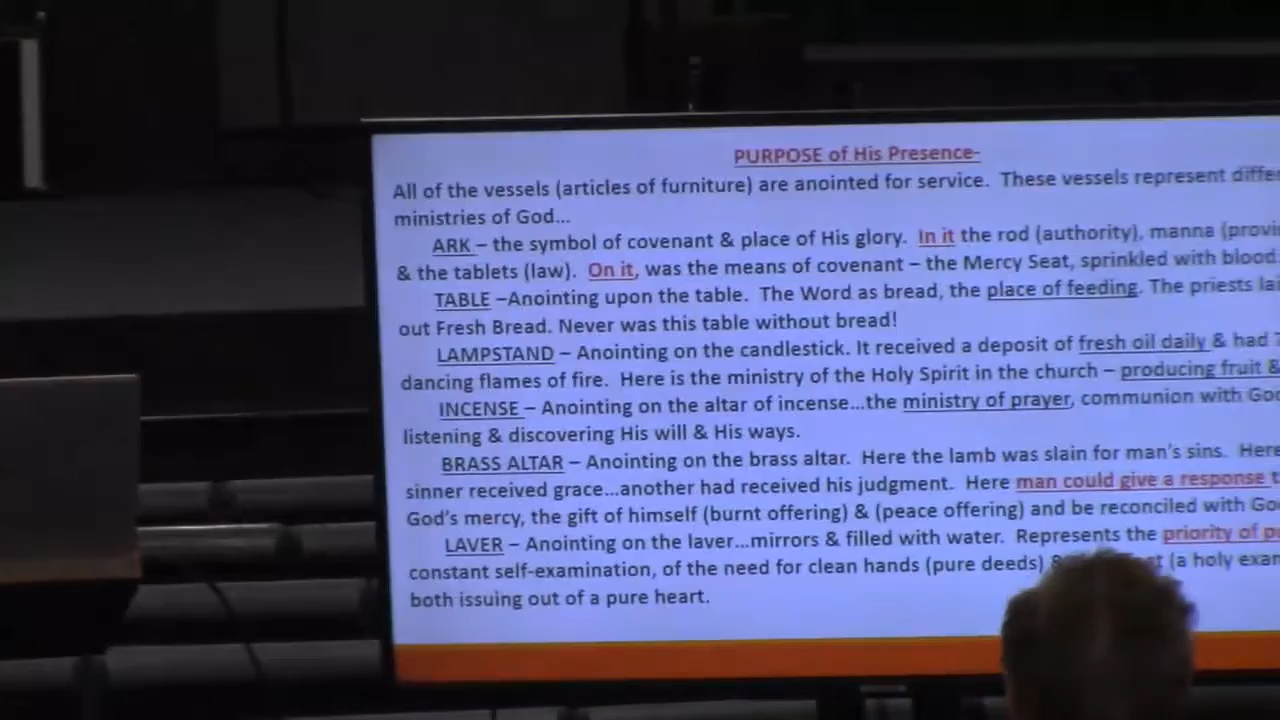 PURPOSE of His Presence-
All of the vessels (articles of furniture) are anointed for service. These vessels represent
ministries of God...
ARK – the symbol of covenant & place of His glory. In it the rod (authority), manna
& the tablets (law). On it, was the means of covenant – the Mercy Seat, sprinkled with blood
TABLE –Anointing upon the table. The Word as bread, the place of feeding. The priests
out Fresh Bread. Never was this table without bread!
LAMPSTAND – Anointing on the candlestick. It received a deposit of fresh oil daily & had
dancing flames of fire. Here is the ministry of the Holy Spirit in the church – producing fruit &
INCENSE – Anointing on the altar of incense...the ministry of prayer, communion with God
listening & discovering His will & His ways.
BRASS ALTAR – Anointing on the brass altar. Here the lamb was slain for man's sins. Here
sinner received grace...another had received his judgment. Here man could give a response
God's mercy, the gift of himself (burnt offering) & (peace offering) and be reconciled with
LAVER – Anointing on the laver...mirrors & filled with water. Represents the priority of
constant self-examination, of the need for clean hands (pure deeds) (a holy
both issuing out of a pure heart.